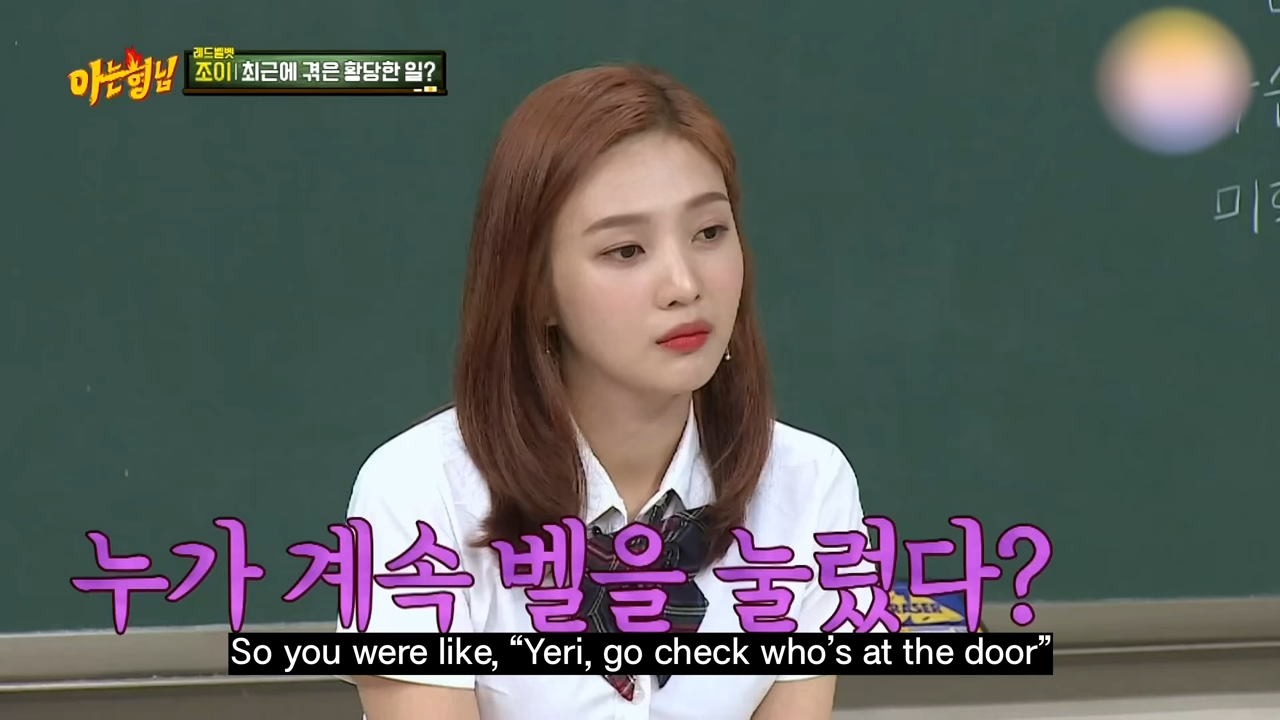 아는형님
레드벨벳
조이 | 최근에 겪은 황당한 일?
누가 계속 벨을 눌렀다?
RASER
So you were like, “Yeri, go check who’s at the door”